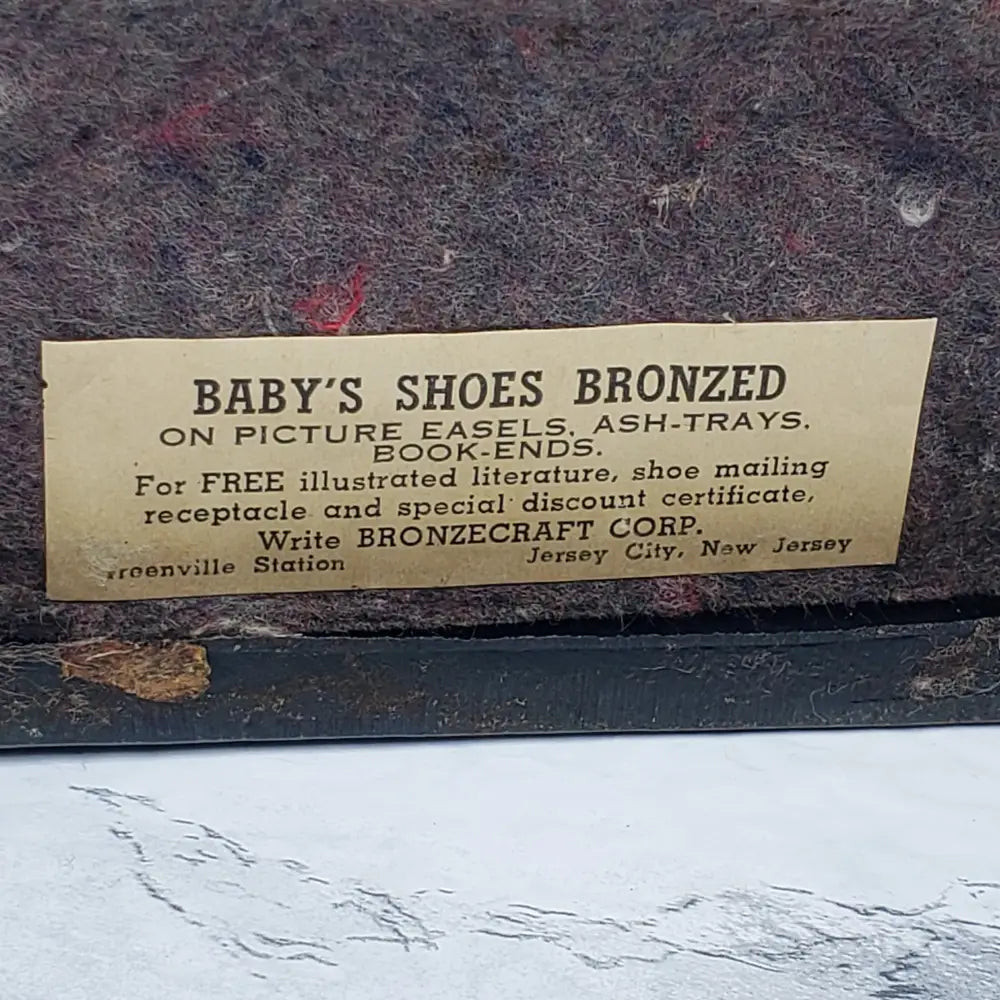 BABY'S SHOES BRONZED
ON PICTURE EASELS, ASH-TRAYS,
BOOK-ENDS.
For FREE illustrated literature, shoe mailing
receptacle and special discount certificate,
Write BRONZECRAFT CORP.
Greenville Station Jersey City, New Jersey